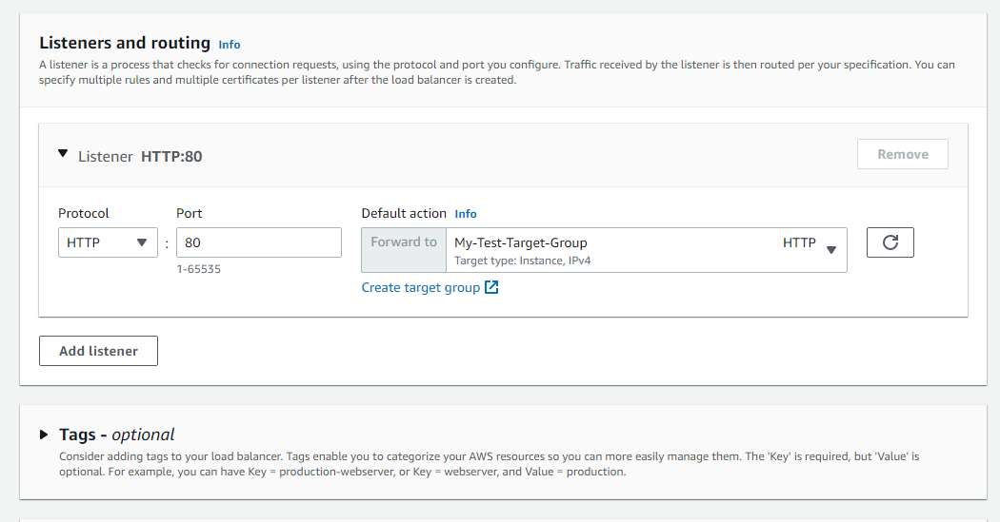 Listeners and routing Info
A listener is a process that checks for connection requests, using the protocol and port you configure. Traffic received by the listener is then routed per your specification. You can
specify multiple rules and multiple certificates per listener after the load balancer is created.
Listener HTTP:80
Remove
Protocol
Port
Default action Info
HTTP
:
80
Forward to
My-Test-Target-Group
HTTP
Target type: Instance, IPv4
1-65535
Create target group
Add listener
Tags - optional
Consider adding tags to your load balancer. Tags enable you to categorize your AWS resources so you can more easily manage them. The 'Key' is required, but 'Value' is
optional. For example, you can have Key = production-webserver, or Key = webserver, and Value = production.